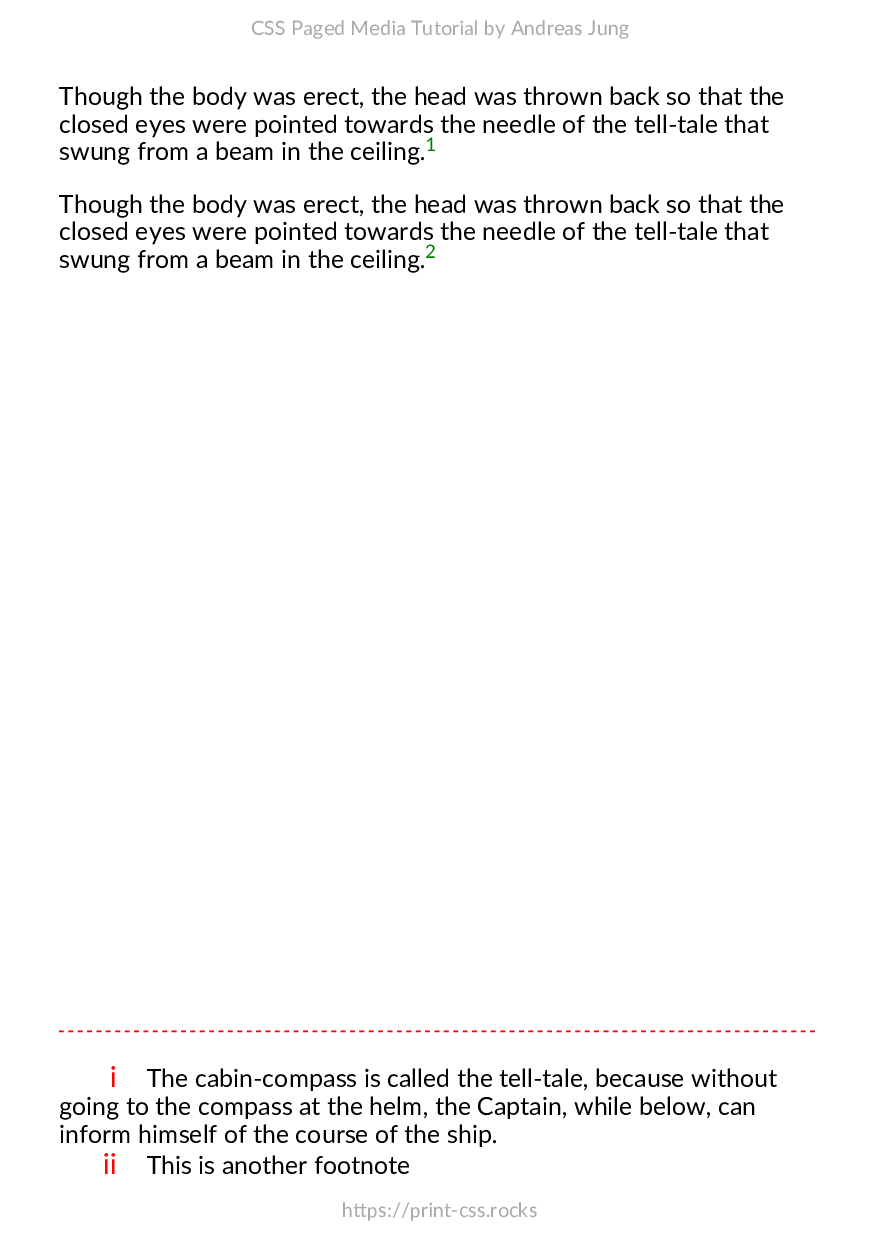 CSS Paged Media Tutorial by Andreas Jung
Though the body was erect, the head was thrown back so that the
closed eyes were pointed towards the needle of the tell-tale that
swung from a beam in the ceiling.1
Though the body was erect, the head was thrown back so that the
closed eyes were pointed towards the needle of the tell-tale that
swung from a beam in the ceiling.2
i The cabin-compass is called the tell-tale, because without
going to the compass at the helm, the Captain, while below, can
inform himself of the course of the ship.
ii This is another footnote
https://print-css.rocks